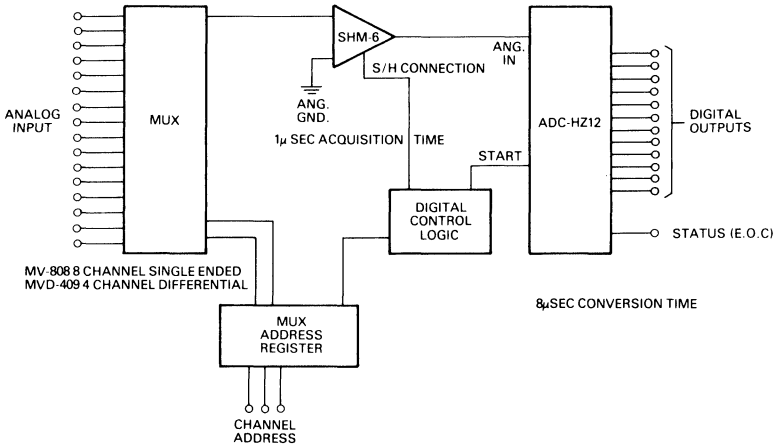 ANALOG
INPUT
MUX
SHM-6
ANG.
GND.
S/H CONNECTION
1μ SEC ACQUISITION TIME
ANG.
IN
START
ADC-HZ12
DIGITAL
OUTPUTS
STATUS (E.O.C)
DIGITAL
CONTROL
LOGIC
MV-808 8 CHANNEL SINGLE ENDED
MVD-409 4 CHANNEL DIFFERENTIAL
8μSEC CONVERSION TIME
MUX
ADDRESS
REGISTER
CHANNEL
ADDRESS